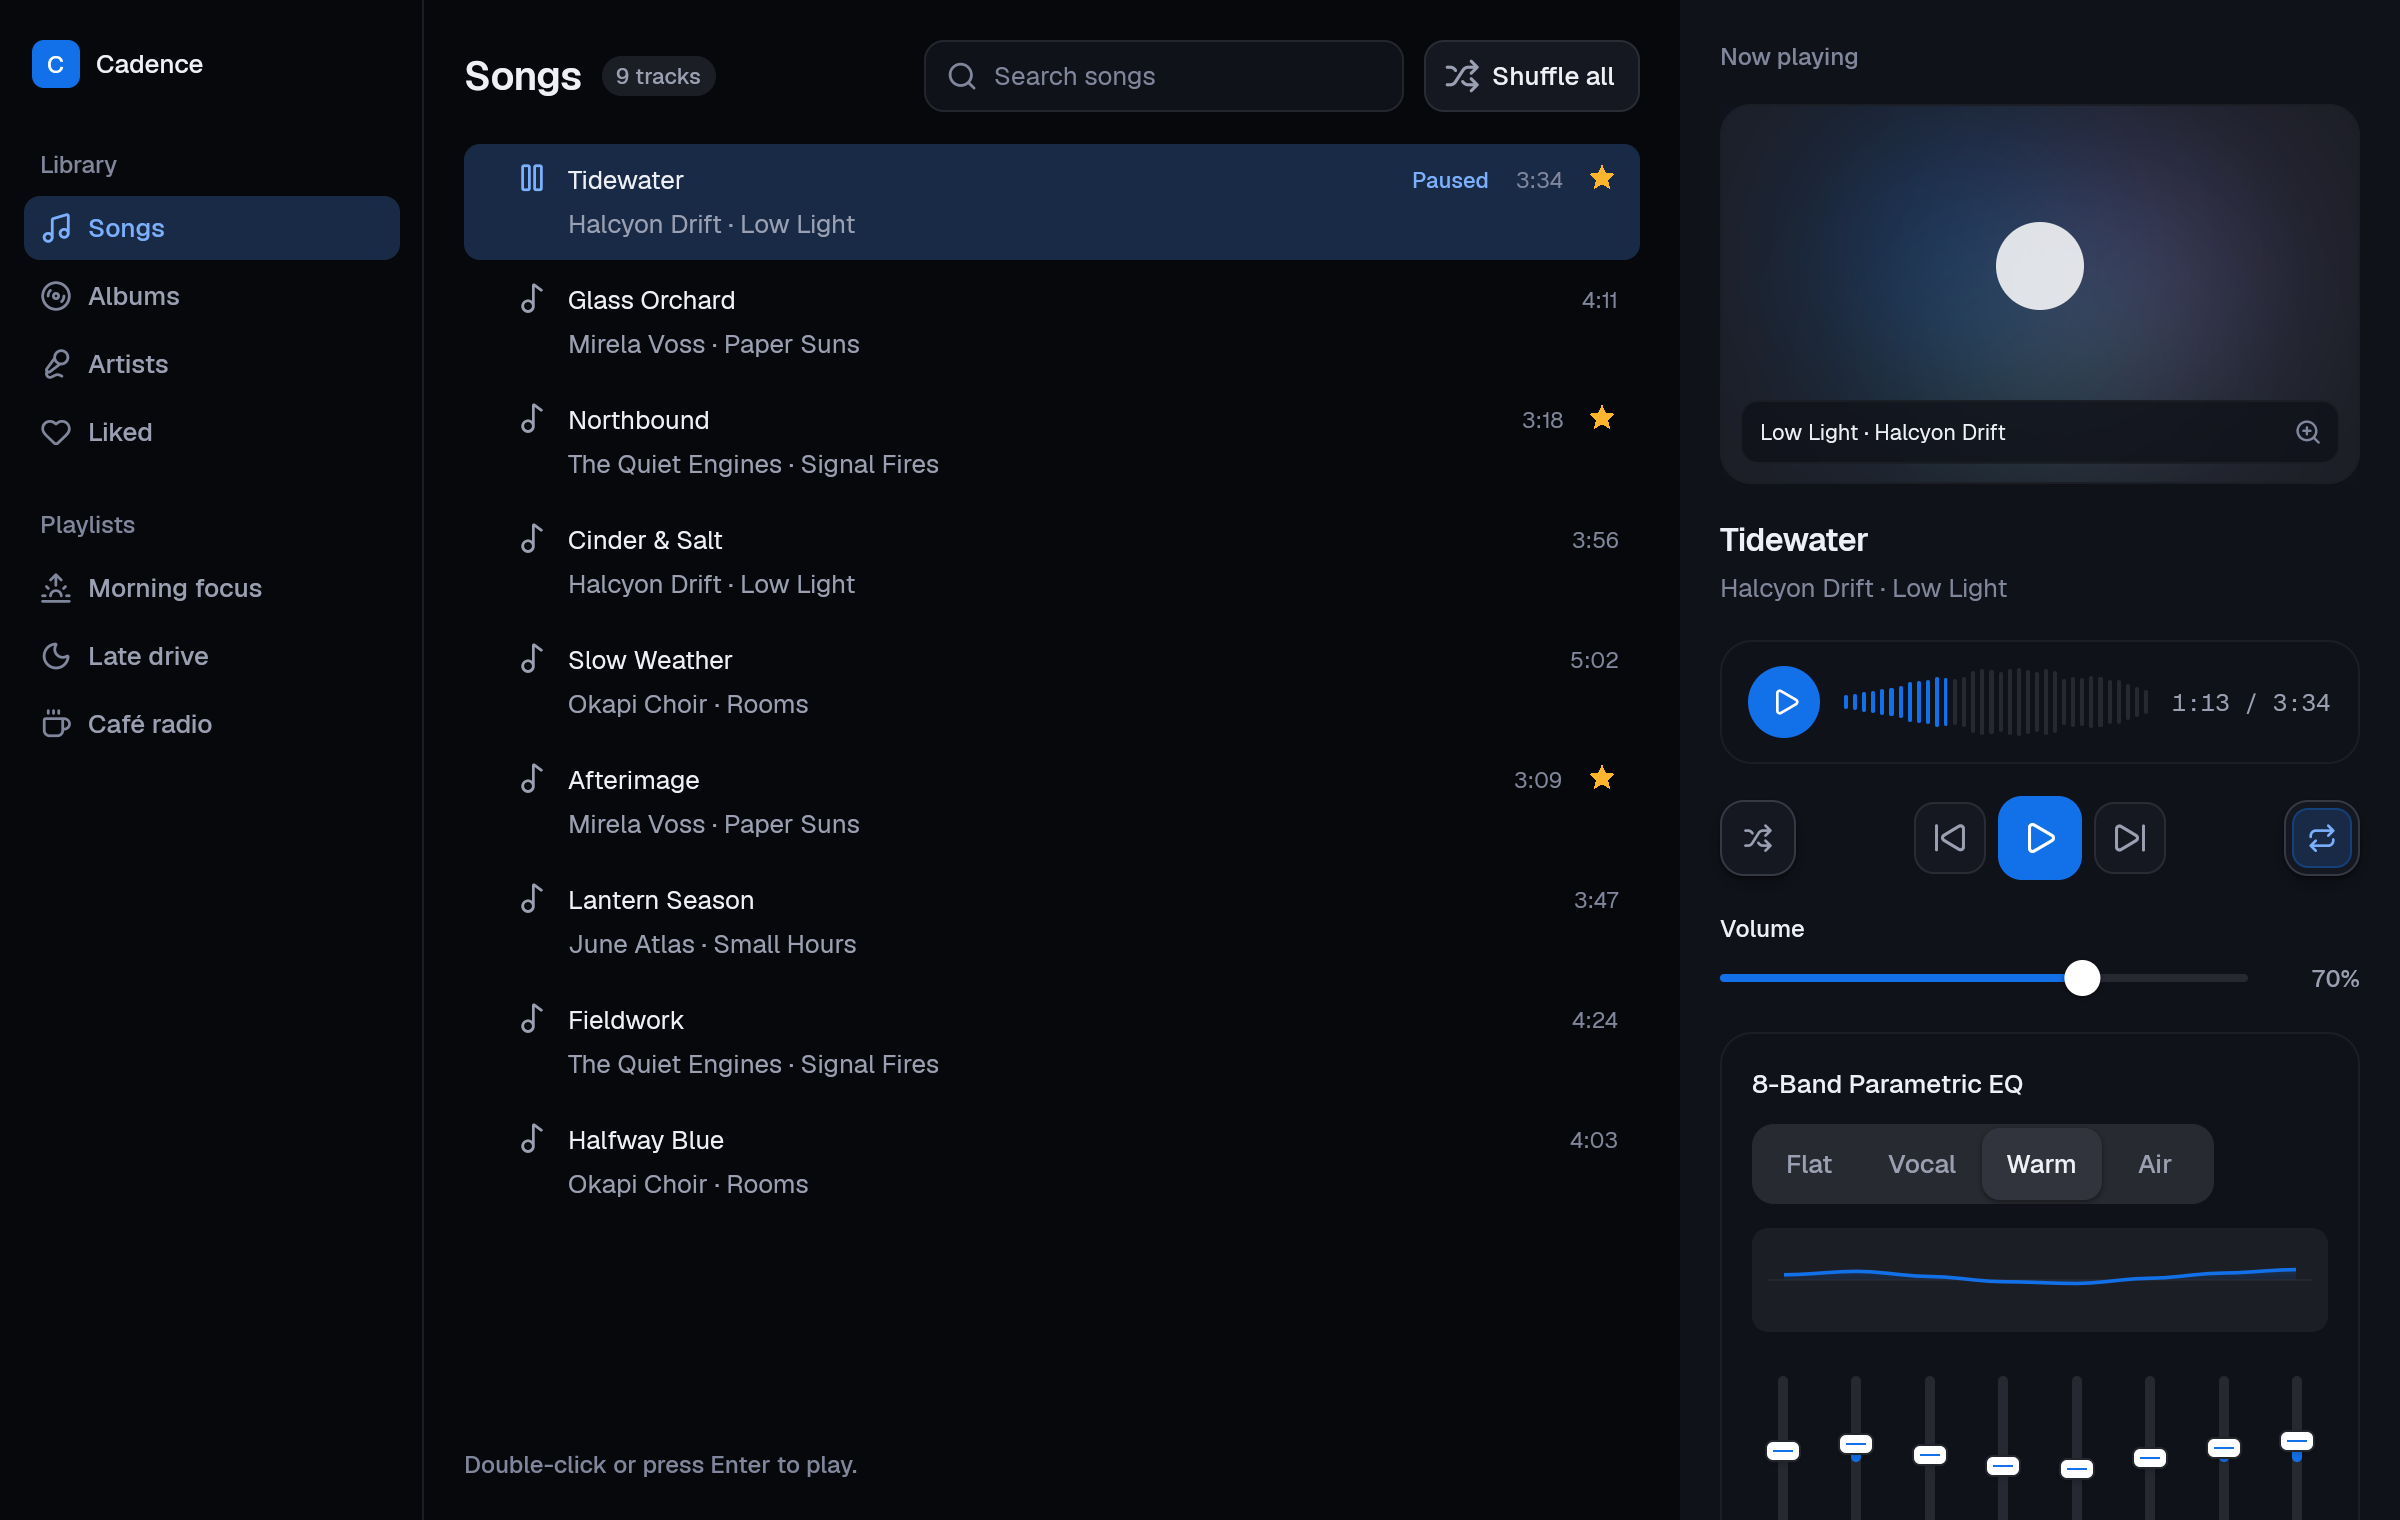 C
Cadence
Library
Songs
Albums
Artists
Liked
Playlists
Morning focus
Late drive
Café radio
Songs
9 tracks
Search songs
Shuffle all
Tidewater
Paused
3:34
Halcyon Drift · Low Light
Glass Orchard
4:11
Mirela Voss · Paper Suns
Northbound
3:18
The Quiet Engines · Signal Fires
Cinder & Salt
3:56
Halcyon Drift · Low Light
Slow Weather
5:02
Okapi Choir · Rooms
Afterimage
3:09
Mirela Voss · Paper Suns
Lantern Season
3:47
June Atlas · Small Hours
Fieldwork
4:24
The Quiet Engines · Signal Fires
Halfway Blue
4:03
Okapi Choir · Rooms
Double-click or press Enter to play.
Now playing
Low Light · Halcyon Drift
Tidewater
Halcyon Drift · Low Light
1:13 / 3:34
Volume
70%
8-Band Parametric EQ
Flat
Vocal
Warm
Air